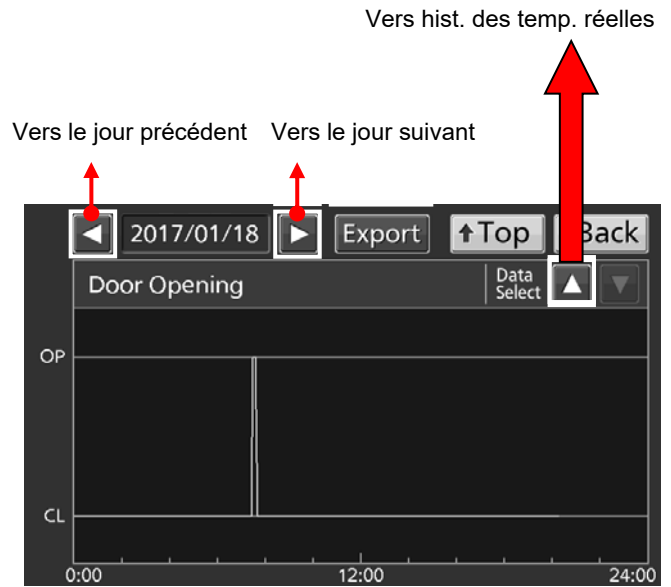 Vers hist. des temp. réelles
Vers le jour précédent Vers le jour suivant
2017/01/18 Export Top Back
Door Opening Data Select
OP
CL
0:00 12:00 24:00